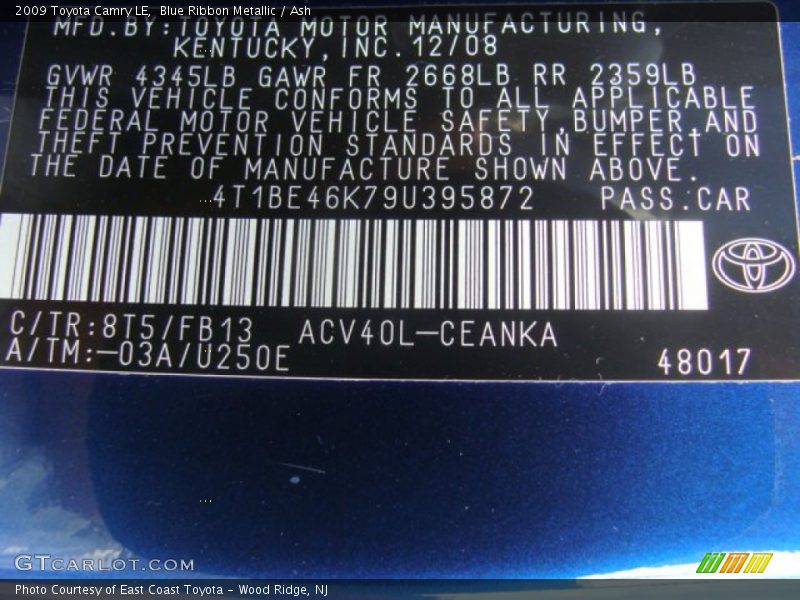 2009 Toyota Camry LE,  Blue Ribbon Metallic / Ash
MFD.BY:TOYOTA MOTOR MANUFACTURING,
KENTUCKY,INC.12/08
GVWR 4345LB GAWR FR 2668LB RR 2359LB
THIS VEHICLE CONFORMS TO ALL APPLICABLE
FEDERAL MOTOR VEHICLE SAFETY,BUMPER,AND
THEFT PREVENTION STANDARDS IN EFFECT ON
THE DATE OF MANUFACTURE SHOWN ABOVE.
4T1BE46K79U395872 PASS.CAR
C/TR:8T5/FB13 ACV40L-CEANKA
A/TM:-03A/U250E 48017
GTCARLOT.COM
Photo Courtesy of East Coast Toyota - Wood Ridge, NJ